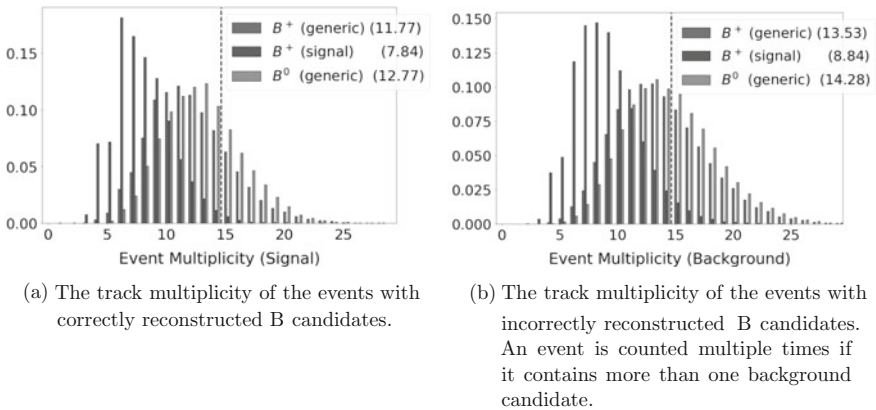 0.15
0.10
0.05
0.00
0 5 10 15 20 25
Event Multiplicity (Signal)
B+ (generic) (11.77)
B+ (signal) (7.84)
B0 (generic) (12.77)
(a) The track multiplicity of the events with
correctly reconstructed B candidates.
0.150
0.125
0.100
0.075
0.050
0.025
0.000
0 5 10 15 20 25
Event Multiplicity (Background)
B+ (generic) (13.53)
B+ (signal) (8.84)
B0 (generic) (14.28)
(b) The track multiplicity of the events with
incorrectly reconstructed B candidates.
An event is counted multiple times if
it contains more than one background
candidate.